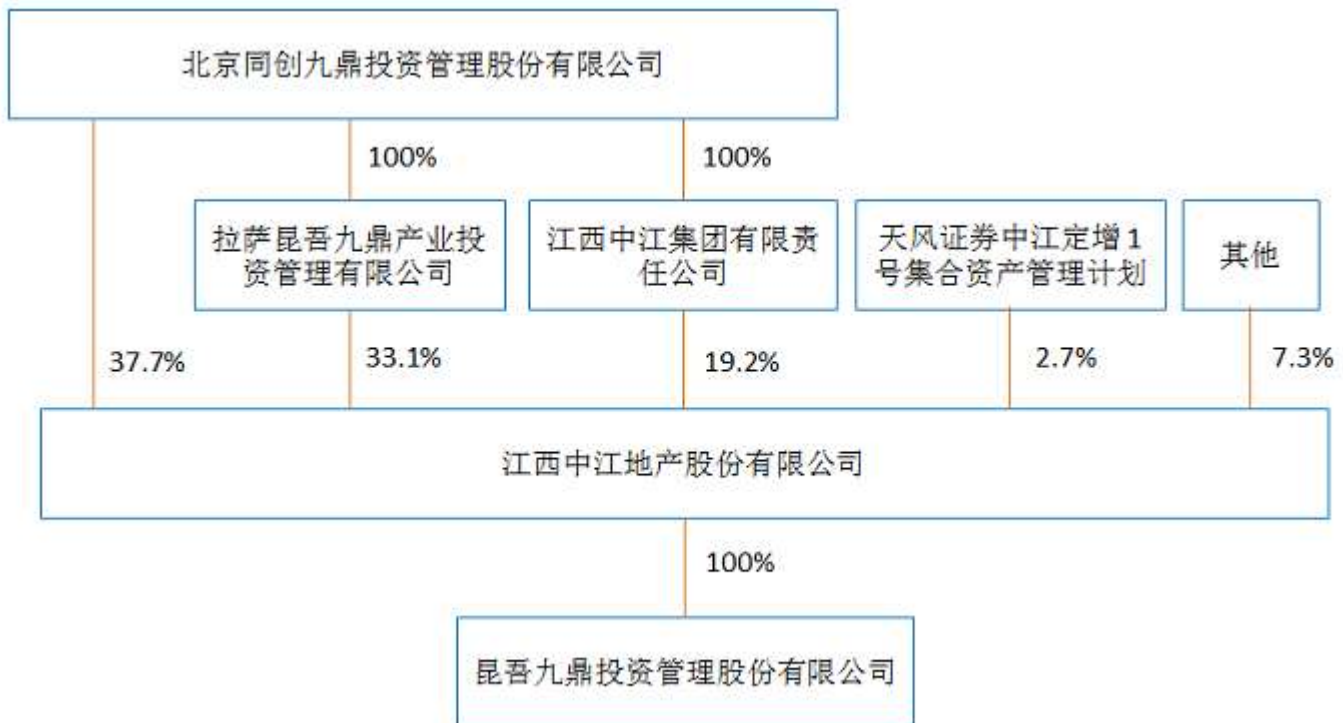 北京同创九鼎投资管理股份有限公司
100%
100%
拉萨昆吾九鼎产业投
资管理有限公司
江西中江集团有限责
任公司
天风证券中江定增1
号集合资产管理计划
其他
37.7%
33.1%
19.2%
2.7%
7.3%
江西中江地产股份有限公司
100%
昆吾九鼎投资管理股份有限公司